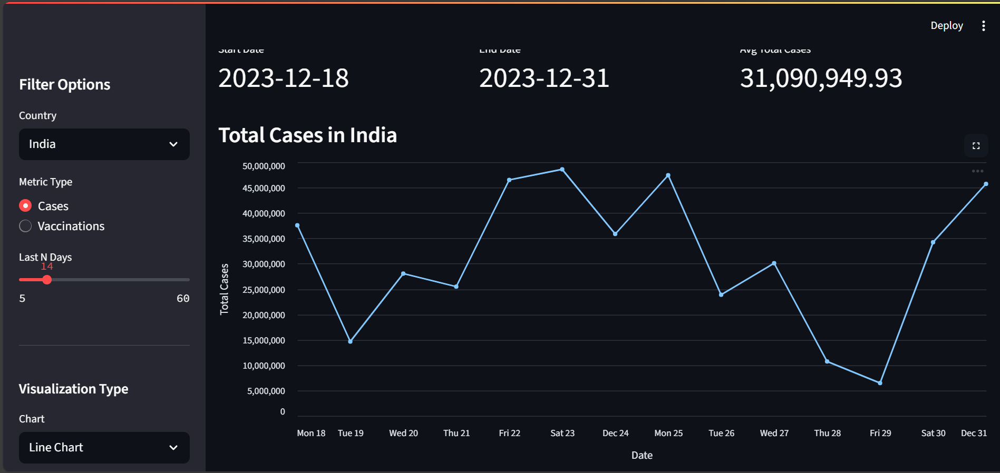 Deploy
Filter Options
Country
India
Metric Type
Cases
Vaccinations
Last N Days
14
5 60
Visualization Type
Chart
Line Chart
Start Date End Date Avg Total Cases
2023-12-18 2023-12-31 31,090,949.93
Total Cases in India
Total Cases
50,000,000
45,000,000
40,000,000
35,000,000
30,000,000
25,000,000
20,000,000
15,000,000
10,000,000
5,000,000
0
Mon 18 Tue 19 Wed 20 Thu 21 Fri 22 Sat 23 Dec 24 Mon 25 Tue 26 Wed 27 Thu 28 Fri 29 Sat 30 Dec 31
Date